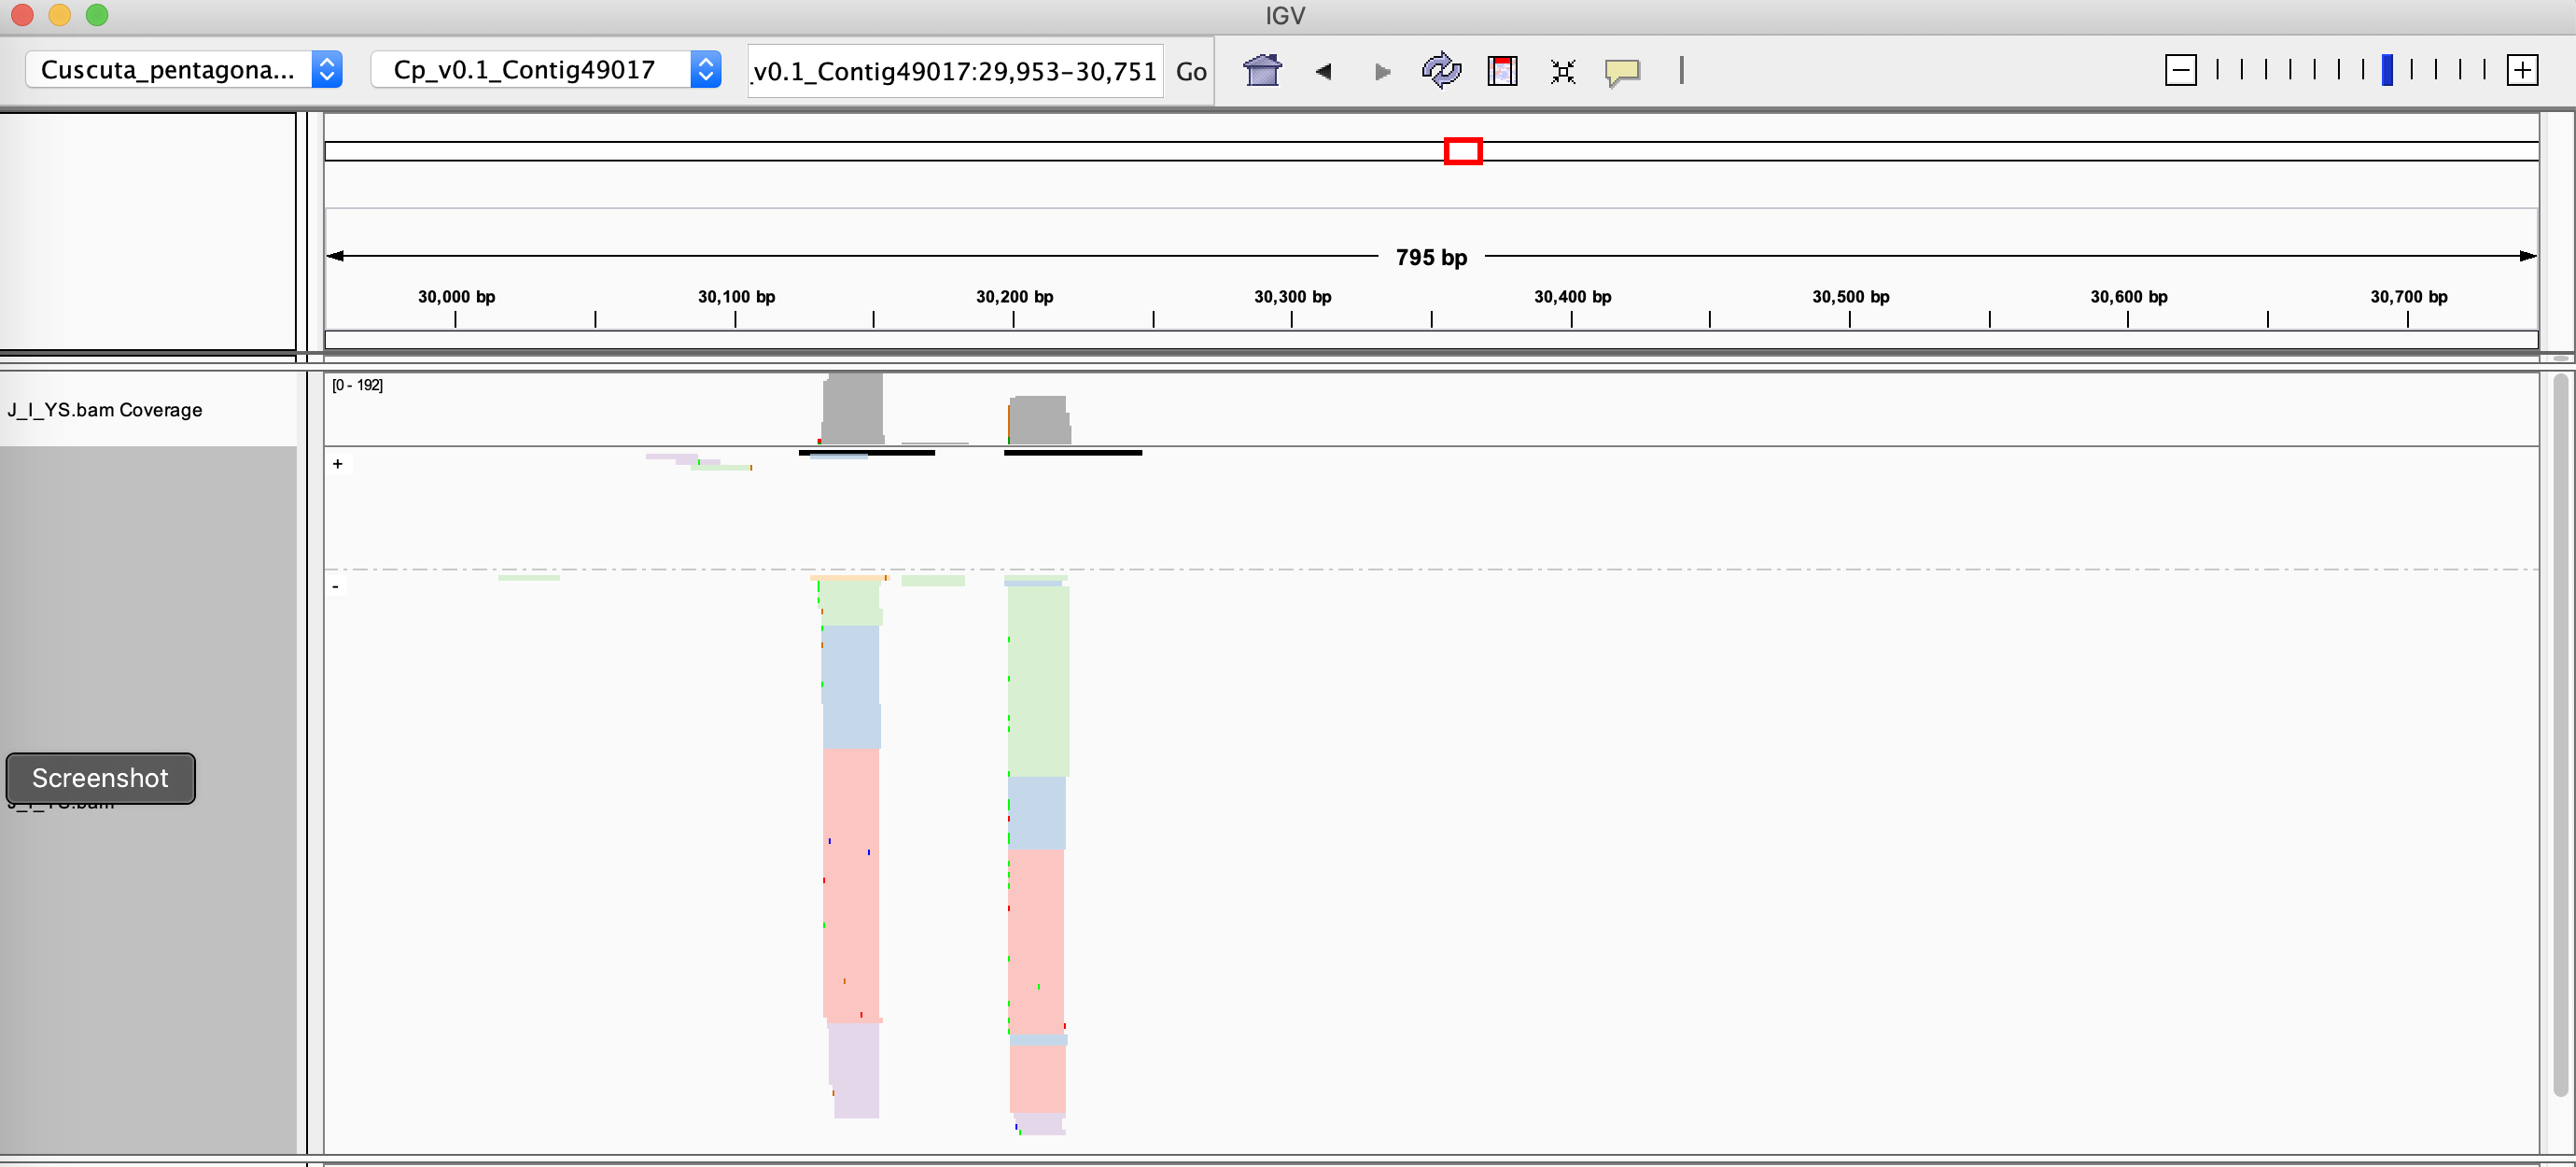 IGV
Cuscuta_pentagona... Cp_v0.1_Contig49017 .v0.1_Contig49017:29,953-30,751 Go
795 bp
30,000 bp 30,100 bp 30,200 bp 30,300 bp 30,400 bp 30,500 bp 30,600 bp 30,700 bp
[0 - 192]
J_I_YS.bam Coverage
+
-
Screenshot